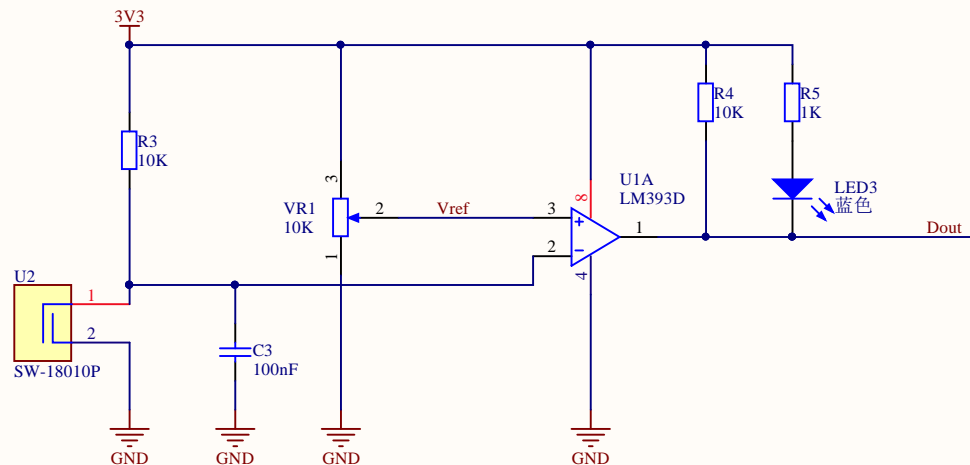 3V3
R3
10K
VR1
10K
3
2
1
Vref
U1A
LM393D
8
3
2
1
4
+
-
R4
10K
R5
1K
LED3
蓝色
Dout
U2
1
2
SW-18010P
C3
100nF
GND
GND
GND
GND